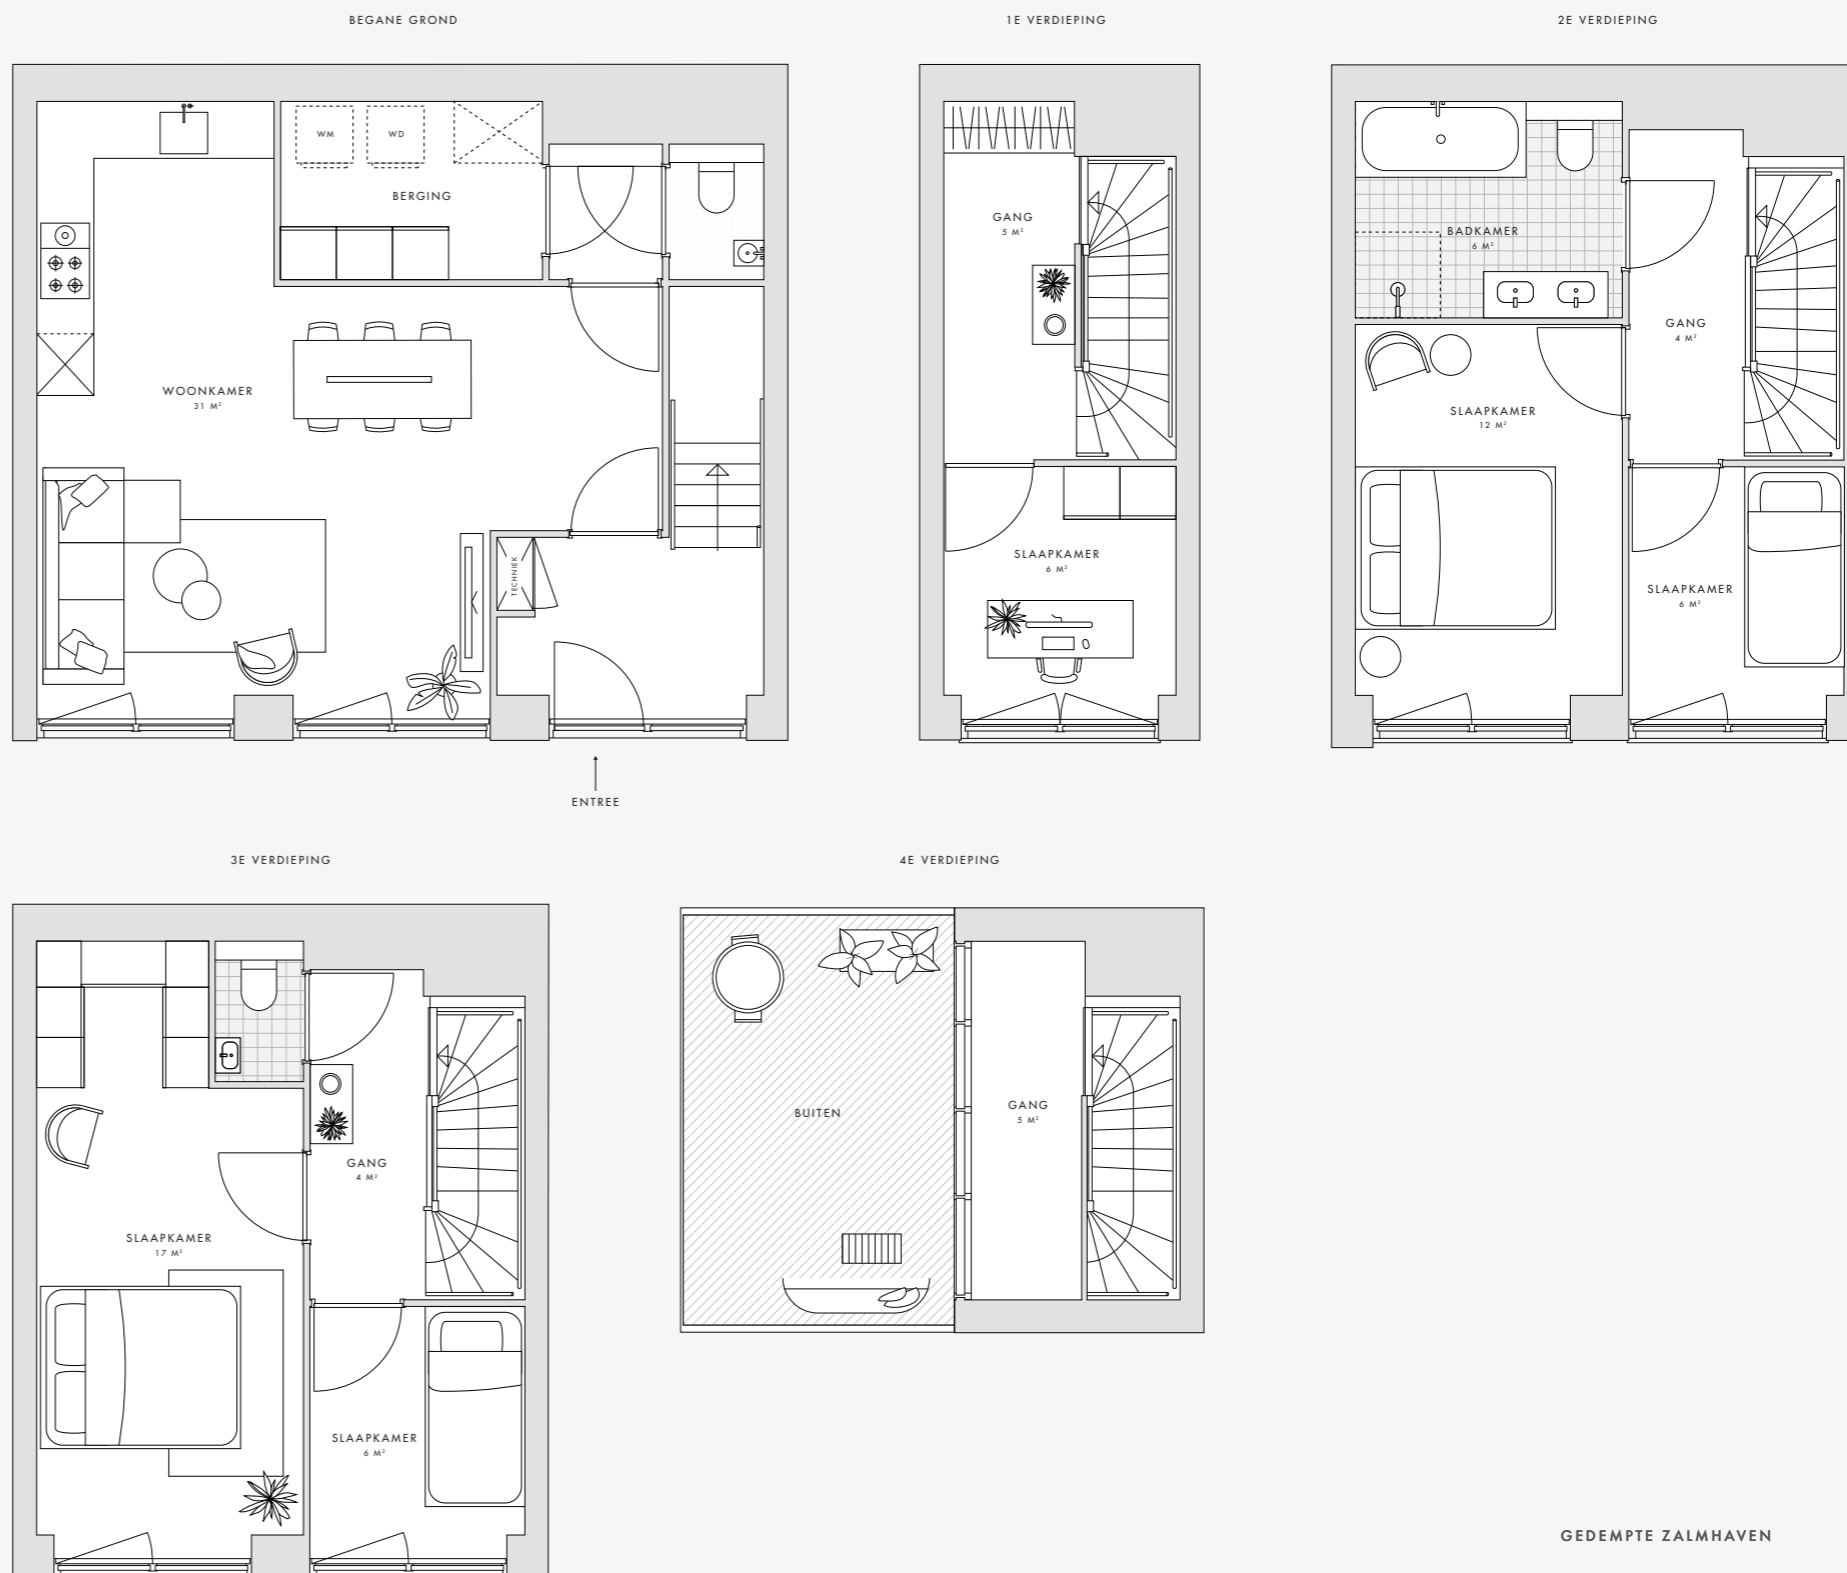 BEGANE GROND
1E VERDIEPING
2E VERDIEPING
WM
WD
BERGING
WOONKAMER
31 M²
TECHNIEK
ENTREE
GANG
5 M²
SLAAPKAMER
6 M²
BADKAMER
6 M²
GANG
4 M²
SLAAPKAMER
12 M²
SLAAPKAMER
6 M²
3E VERDIEPING
4E VERDIEPING
GANG
4 M²
SLAAPKAMER
17 M²
SLAAPKAMER
6 M²
BUITEN
GANG
5 M²
GEDEMPTE ZALMHAVEN